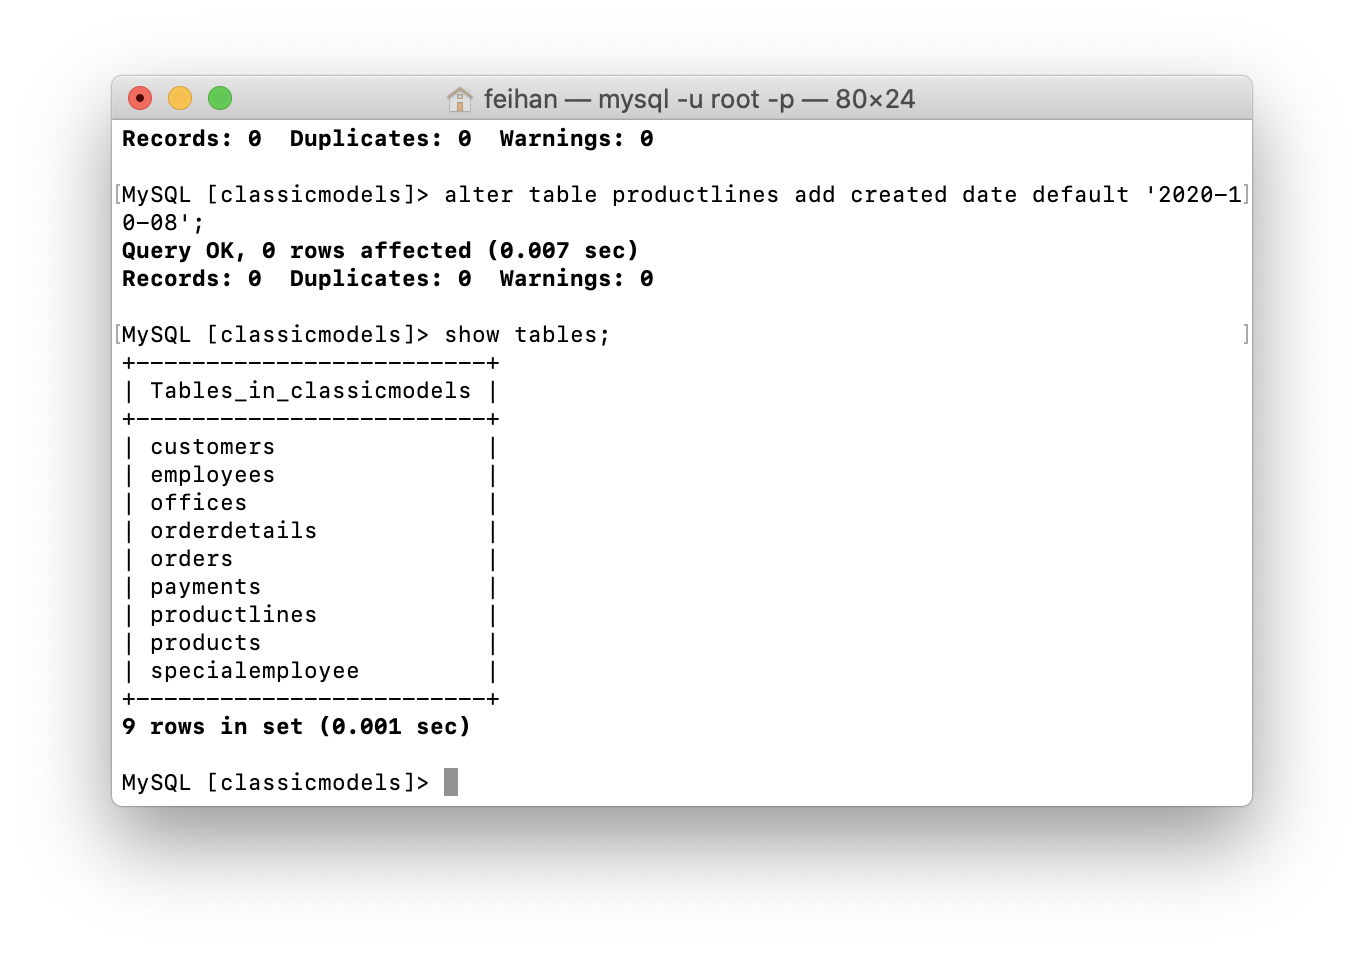 feihan — mysql -u root -p — 80×24
Records: 0  Duplicates: 0  Warnings: 0
[MySQL [classicmodels]> alter table productlines add created date default '2020-1]
0-08';
Query OK, 0 rows affected (0.007 sec)
Records: 0  Duplicates: 0  Warnings: 0
[MySQL [classicmodels]> show tables; ]
+-------------------------+
| Tables_in_classicmodels |
+-------------------------+
| customers               |
| employees               |
| offices                 |
| orderdetails            |
| orders                  |
| payments                |
| productlines            |
| products                |
| specialemployee         |
+-------------------------+
9 rows in set (0.001 sec)
MySQL [classicmodels]>